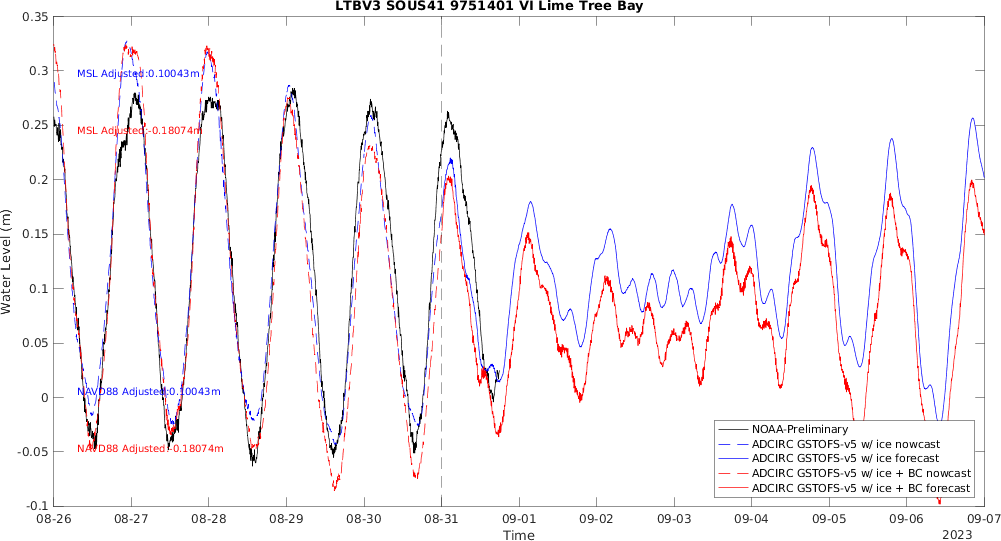 LTBV3 SOUS41 9751401 VI Lime Tree Bay
0.35
0.3
0.25
0.2
0.15
0.1
0.05
0
-0.05
-0.1
Water Level (m)
MSL Adjusted:0.10043m
MSL Adjusted:-0.18074m
NAVD88 Adjusted:0.10043m
NAVD88 Adjusted:-0.18074m
NOAA-Preliminary
ADCIRC GSTOFS-v5 w/ ice nowcast
ADCIRC GSTOFS-v5 w/ ice forecast
ADCIRC GSTOFS-v5 w/ ice + BC nowcast
ADCIRC GSTOFS-v5 w/ ice + BC forecast
08-26 08-27 08-28 08-29 08-30 08-31 09-01 09-02 09-03 09-04 09-05 09-06 09-07
Time
2023